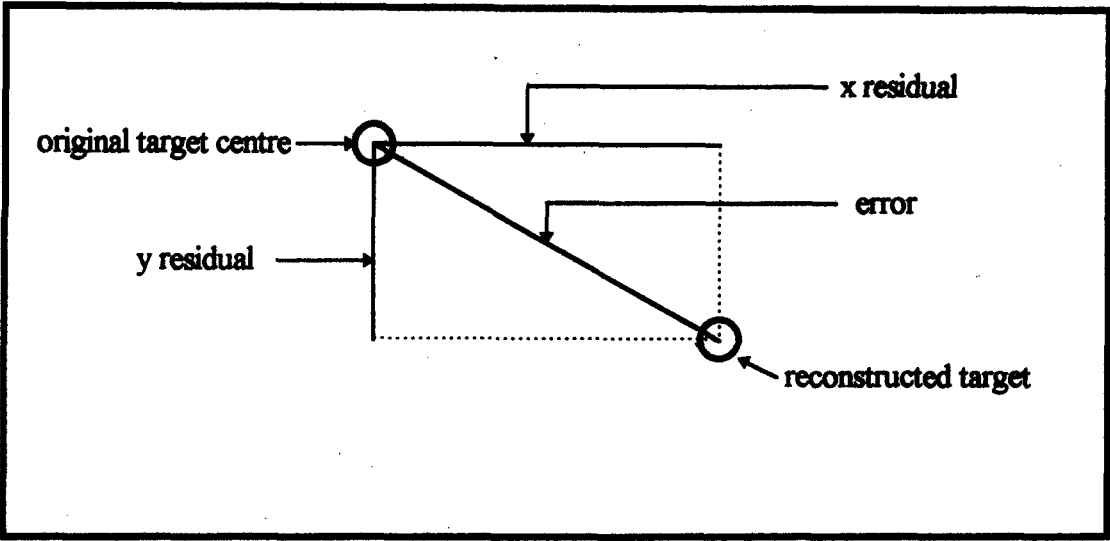 x residual
original target centre
error
y residual
reconstructed target